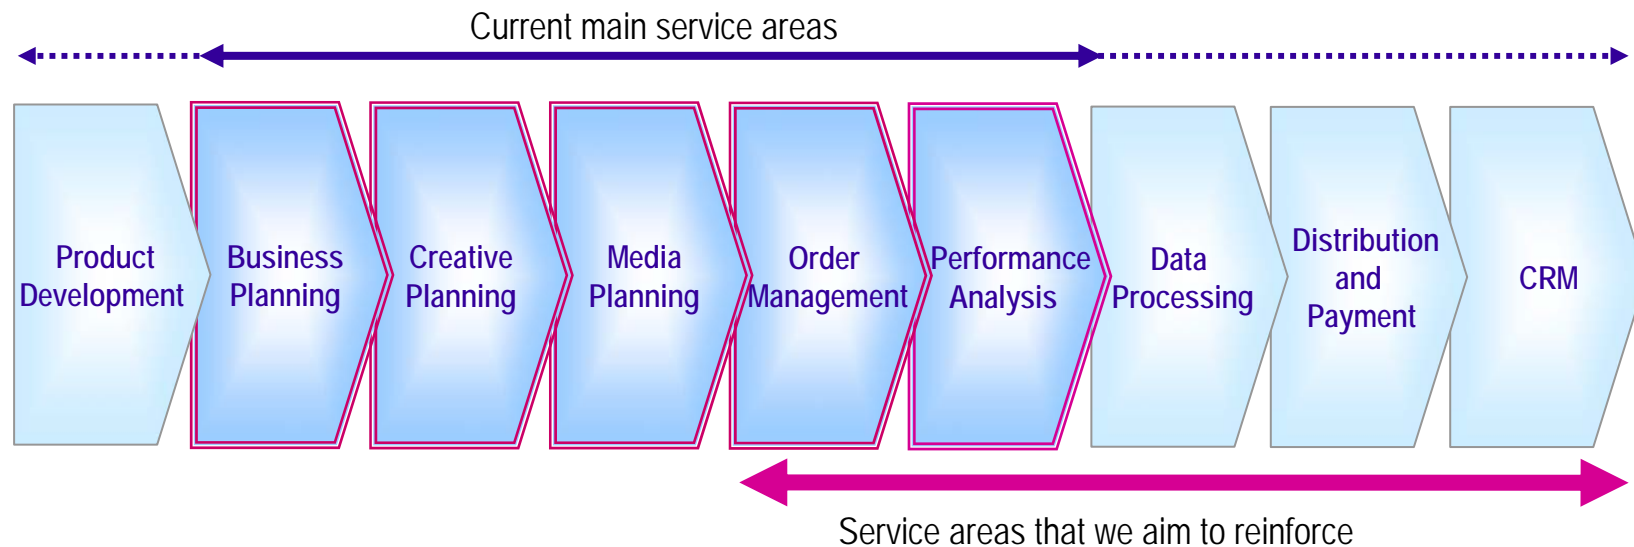 Current main service areas
Product
Development
Business
Planning
Creative
Planning
Media
Planning
Order
Management
Performance
Analysis
Data
Processing
Distribution
and
Payment
CRM
Service areas that we aim to reinforce